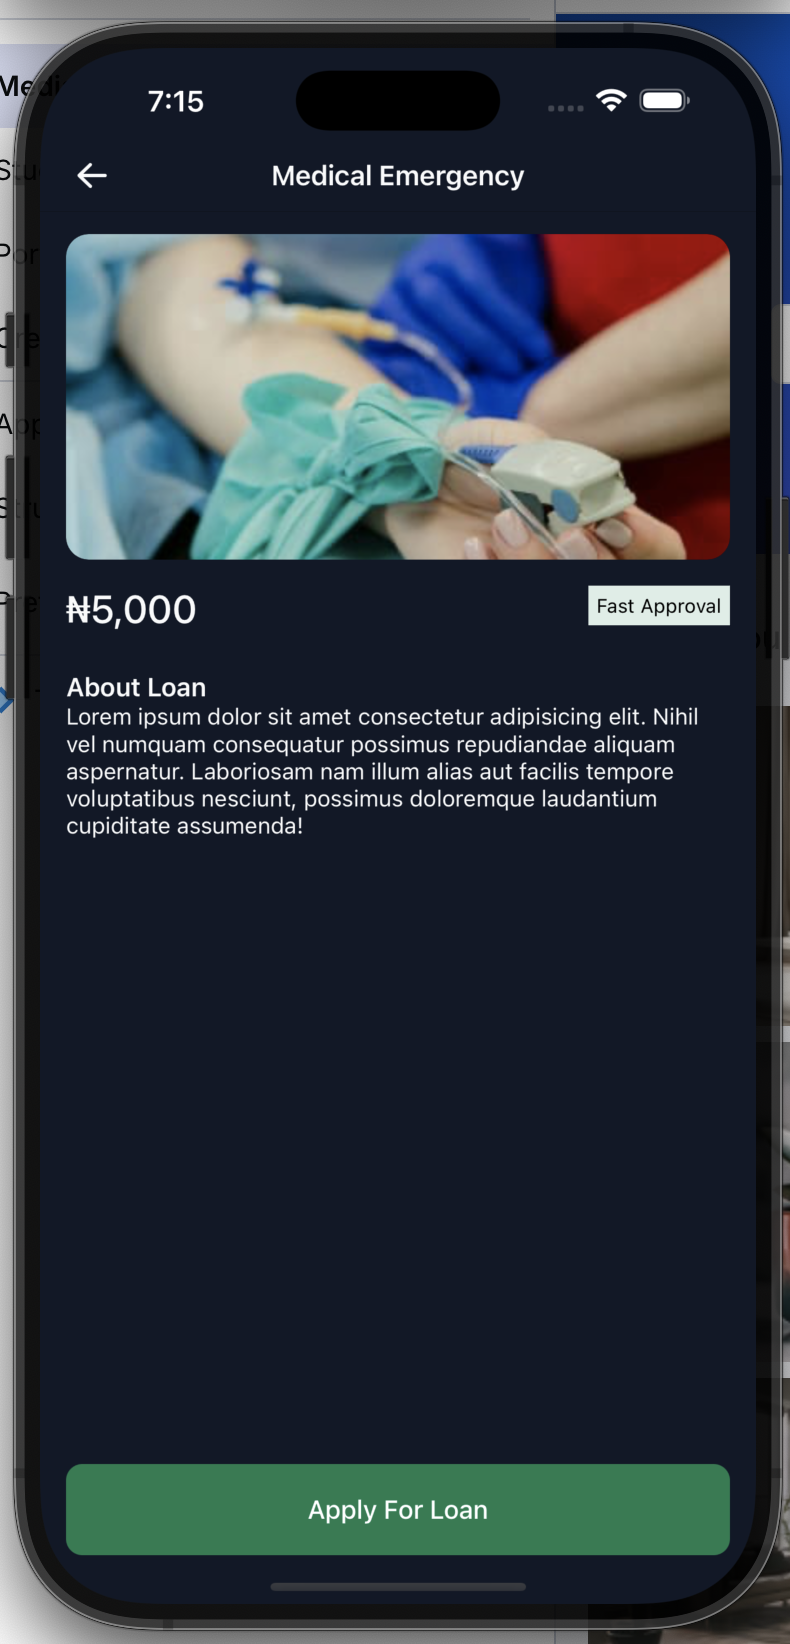 7:15
Medical Emergency
₦5,000
Fast Approval
About Loan
Lorem ipsum dolor sit amet consectetur adipisicing elit. Nihil
vel numquam consequatur possimus repudiandae aliquam
aspernatur. Laboriosam nam illum alias aut facilis tempore
voluptatibus nesciunt, possimus doloremque laudantium
cupiditate assumenda!
Apply For Loan